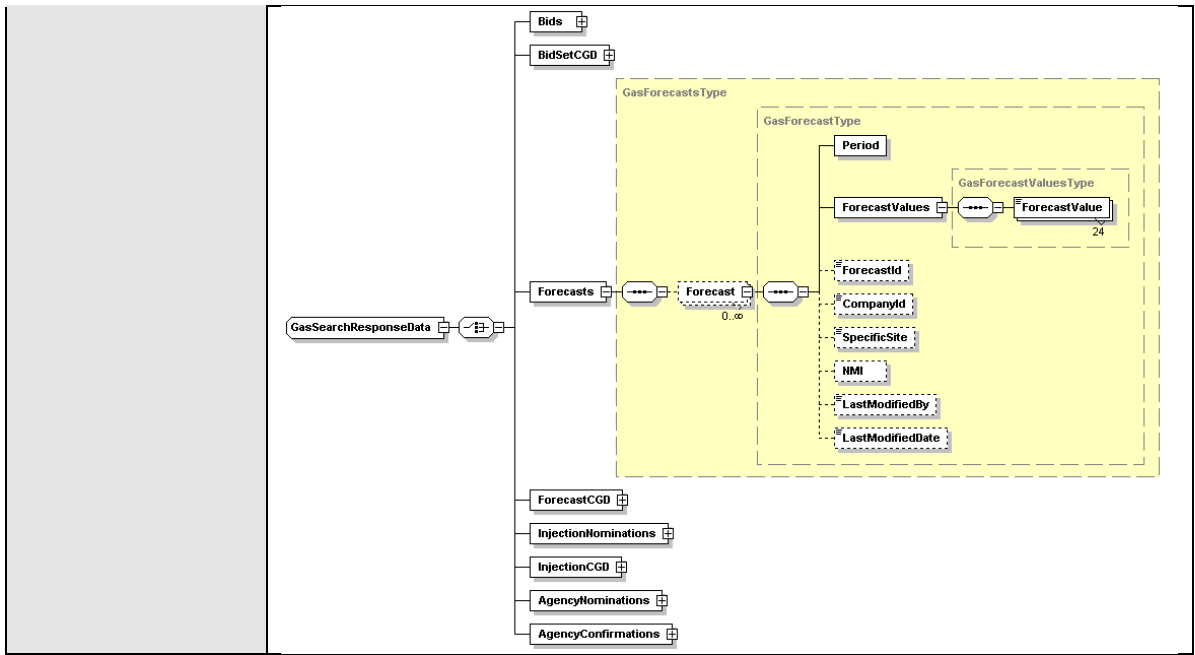 Bids
BidSetCGD
GasForecastsType
GasForecastType
Period
GasForecastValuesType
ForecastValues
ForecastValue
24
ForecastId
Forecasts
Forecast
0..∞
CompanyId
GasSearchResponseData
SpecificSite
NMI
LastModifiedBy
LastModifiedDate
ForecastCGD
InjectionNominations
InjectionCGD
AgencyNominations
AgencyConfirmations